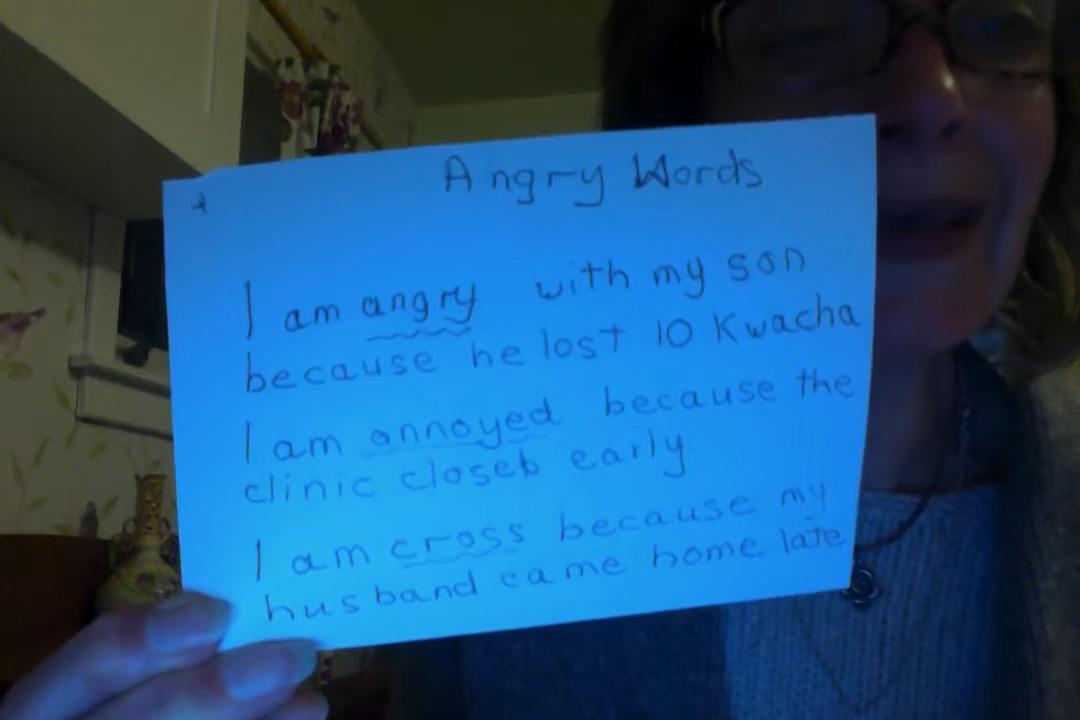 Angry Words
I am angry with my son
because he lost 10 Kwacha
I am annoyed because the
clinic closed early
I am cross because my
husband came home late